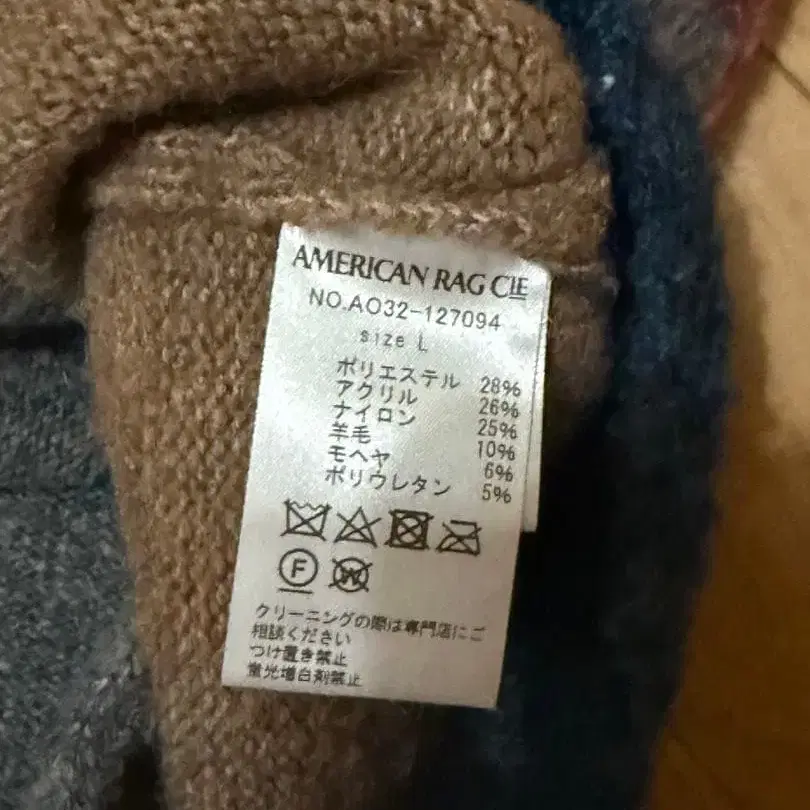 AMERICAN RAG CIE
NO.AO32-127094
size L
ポリエステル 28%
アクリル 26%
ナイロン 25%
羊毛 10%
モヘヤ 6%
ポリウレタン 5%
F W
クリーニングの際は専門店にご
相談ください
つけ置き禁止
蛍光増白剤禁止